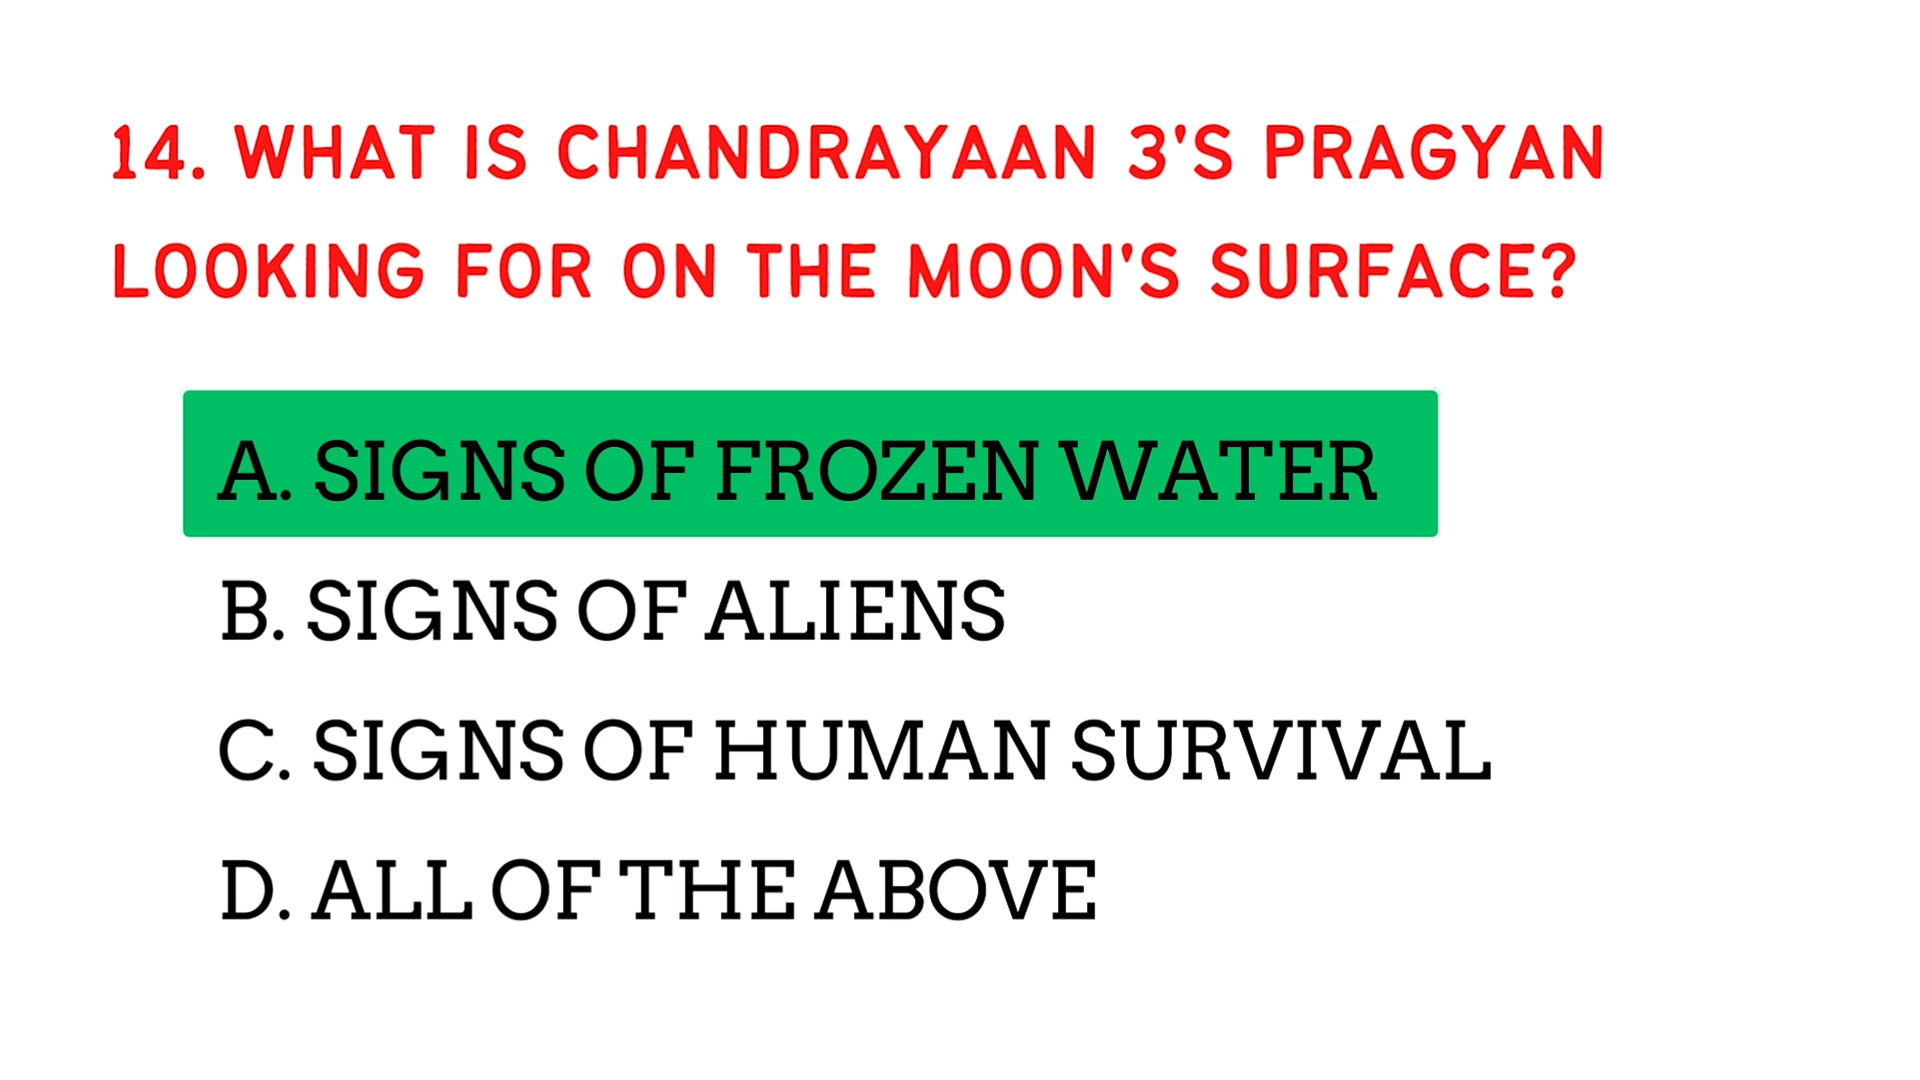 14. WHAT IS CHANDRAYAAN 3'S PRAGYAN
LOOKING FOR ON THE MOON'S SURFACE?
A. SIGNS OF FROZEN WATER
B. SIGNS OF ALIENS
C. SIGNS OF HUMAN SURVIVAL
D. ALL OF THE ABOVE